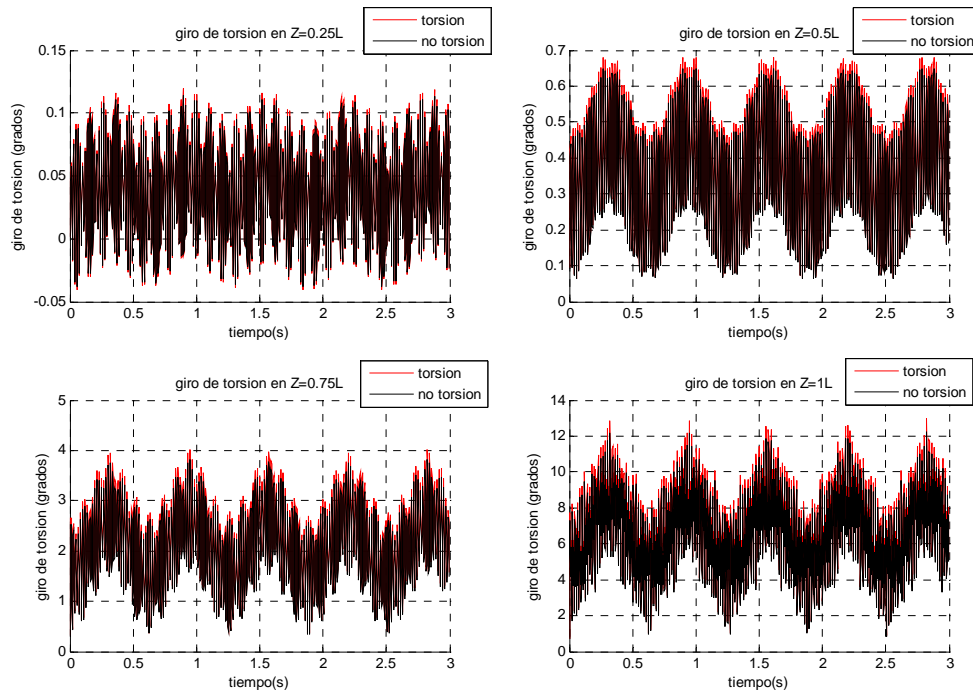 giro de torsion en Z=0.25L
torsion
no torsion
giro de torsion (grados)
0.15
0.1
0.05
0
-0.05
0 0.5 1 1.5 2 2.5 3
tiempo(s)
giro de torsion en Z=0.5L
torsion
no torsion
giro de torsion (grados)
0.7
0.6
0.5
0.4
0.3
0.2
0.1
0
0 0.5 1 1.5 2 2.5 3
tiempo(s)
giro de torsion en Z=0.75L
torsion
no torsion
giro de torsion (grados)
5
4
3
2
1
0
0 0.5 1 1.5 2 2.5 3
tiempo(s)
giro de torsion en Z=1L
torsion
no torsion
giro de torsion (grados)
14
12
10
8
6
4
2
0
0 0.5 1 1.5 2 2.5 3
tiempo(s)